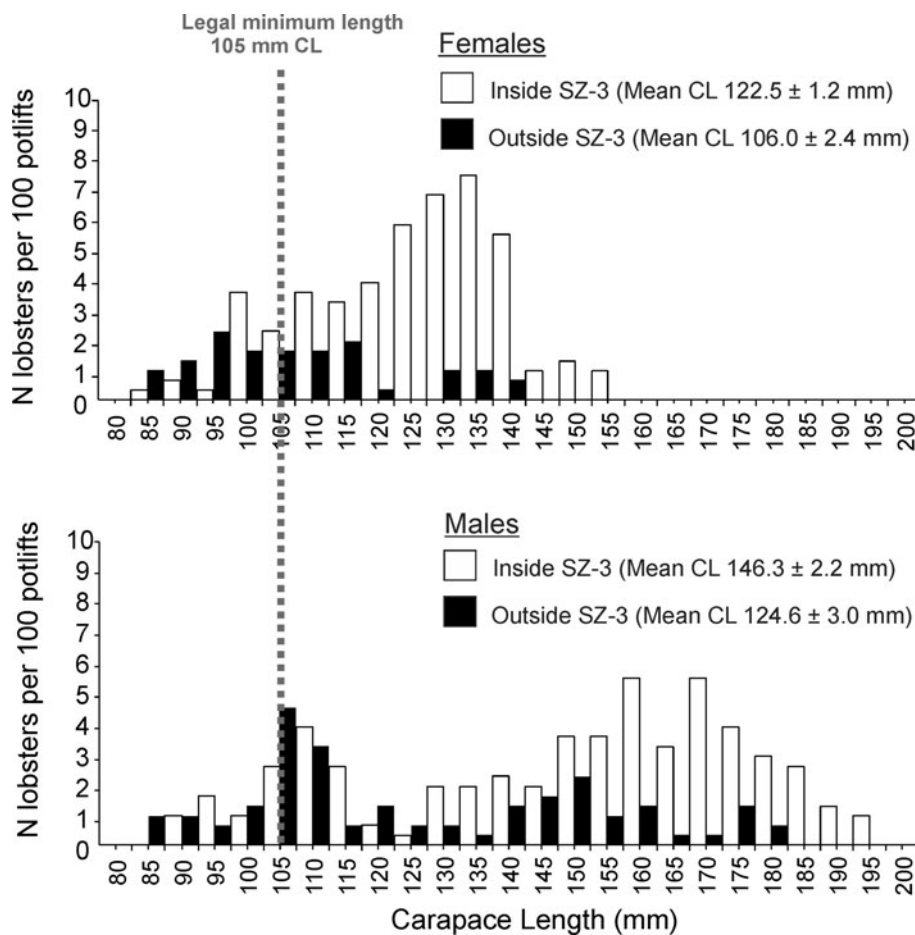 Legal minimum length
105 mm CL
Females
Inside SZ-3 (Mean CL 122.5 ± 1.2 mm)
Outside SZ-3 (Mean CL 106.0 ± 2.4 mm)
N lobsters per 100 potlifts
10
9
8
7
6
5
4
3
2
1
0
80 85 90 95 100 105 110 115 120 125 130 135 140 145 150 155 160 165 170 175 180 185 190 195 200
Males
Inside SZ-3 (Mean CL 146.3 ± 2.2 mm)
Outside SZ-3 (Mean CL 124.6 ± 3.0 mm)
N lobsters per 100 potlifts
10
9
8
7
6
5
4
3
2
1
0
80 85 90 95 100 105 110 115 120 125 130 135 140 145 150 155 160 165 170 175 180 185 190 195 200
Carapace Length (mm)